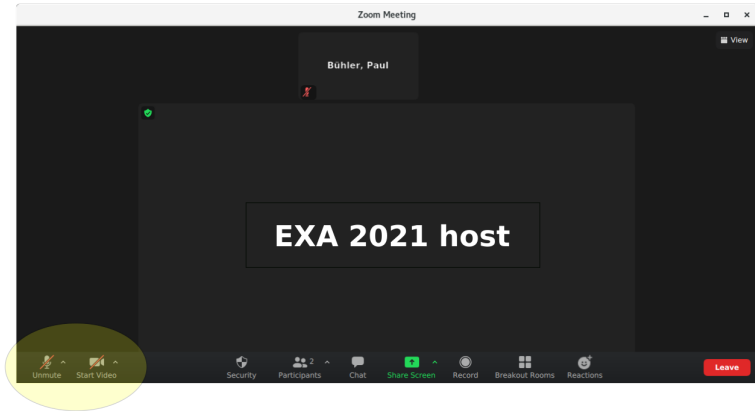 Zoom Meeting
View
Bühler, Paul
EXA 2021 host
Unmute Start Video Security Participants 2 Chat Share Screen Record Breakout Rooms Reactions Leave